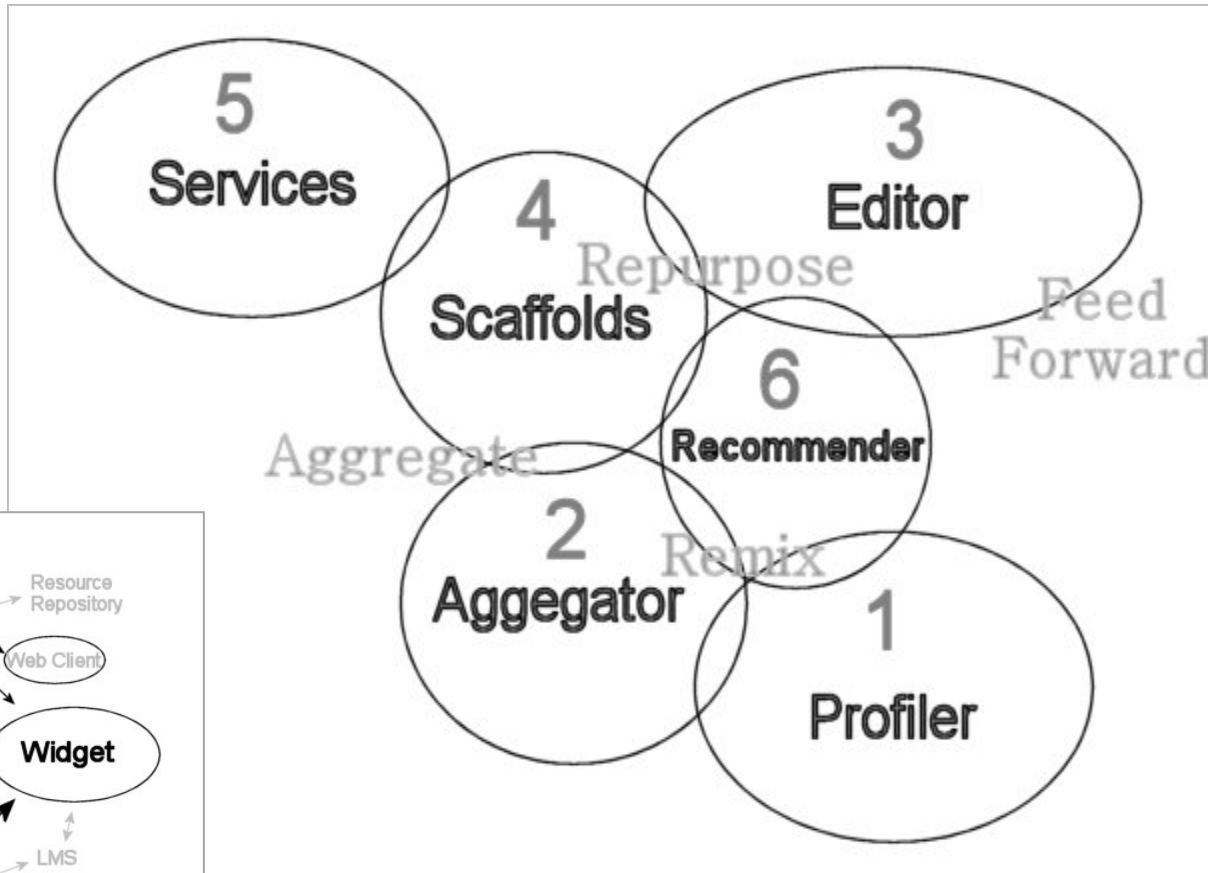 5
Services
3
Editor
4
Scaffolds
Repurpose
Feed
Forward
6
Recommender
Aggregate
2
Aggegator
Remix
1
Profiler
Resource
Repository
Web Client
Widget
LMS